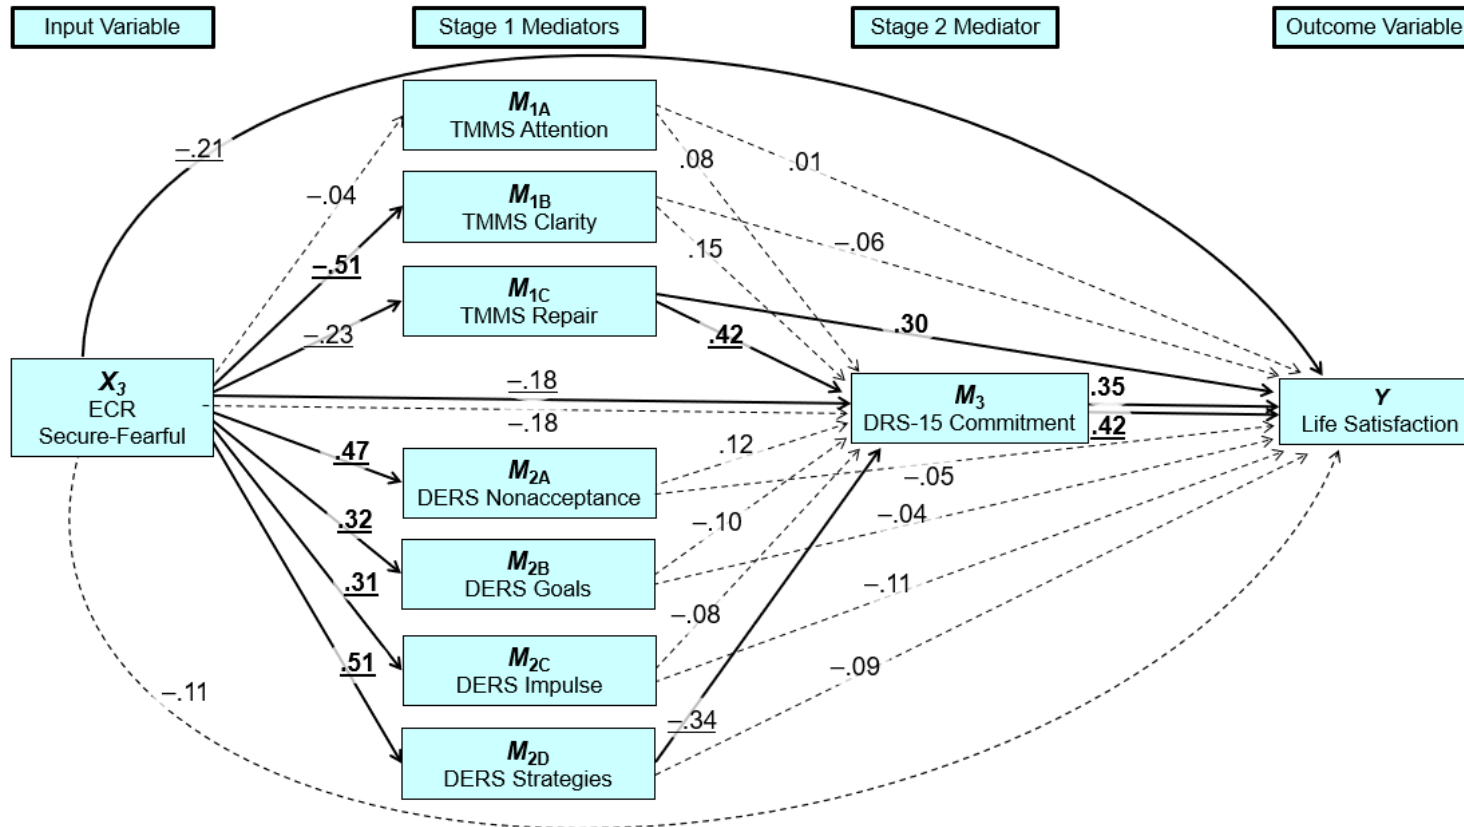 Input Variable
Stage 1 Mediators
Stage 2 Mediator
Outcome Variable
M1A
TMMS Attention
–.21
.08
.01
–.04
M1B
TMMS Clarity
–.06
.15
–.51
M1C
TMMS Repair
.30
–.23
.42
X3
ECR
Secure-Fearful
–.18
–.18
M3
DRS-15 Commitment
.35
.42
Y
Life Satisfaction
.47
M2A
DERS Nonacceptance
.12
–.05
.32
–.10
–.04
M2B
DERS Goals
.31
–.11
–.08
M2C
DERS Impulse
.51
–.09
–.11
–.34
M2D
DERS Strategies